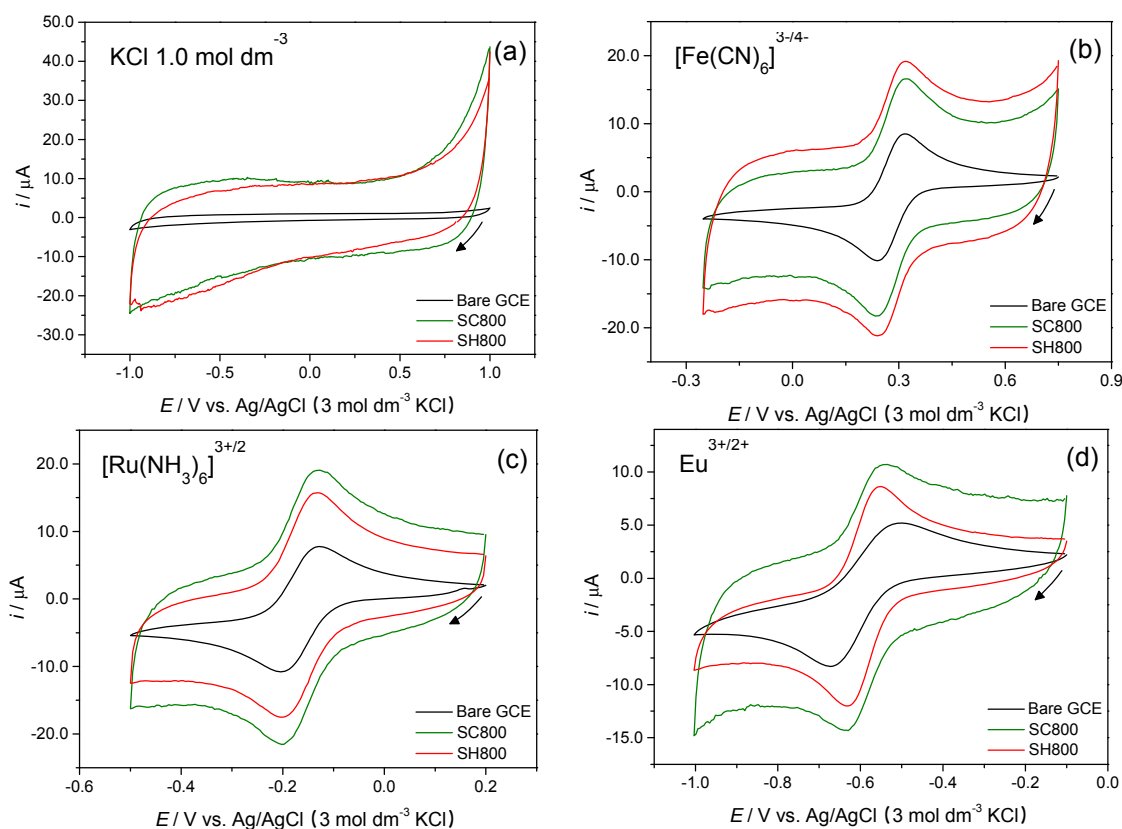 KCl 1.0 mol dm⁻³
(a)
50.0
40.0
30.0
20.0
10.0
0.0
-10.0
-20.0
-30.0
i / µA
Bare GCE
SC800
SH800
-1.0
-0.5
0.0
0.5
1.0
E / V vs. Ag/AgCl (3 mol dm⁻³ KCl)
[Fe(CN)₆]³⁻/⁴⁻
(b)
20.0
10.0
0.0
-10.0
-20.0
i / µA
Bare GCE
SC800
SH800
-0.3
0.0
0.3
0.6
0.9
E / V vs. Ag/AgCl (3 mol dm⁻³ KCl)
[Ru(NH₃)₆]³⁺/²
(c)
20.0
10.0
0.0
-10.0
-20.0
i / µA
Bare GCE
SC800
SH800
-0.6
-0.4
-0.2
0.0
0.2
E / V vs. Ag/AgCl (3 mol dm⁻³ KCl)
Eu³⁺/²⁺
(d)
10.0
5.0
0.0
-5.0
-10.0
-15.0
i / µA
Bare GCE
SC800
SH800
-1.0
-0.8
-0.6
-0.4
-0.2
0.0
E / V vs. Ag/AgCl (3 mol dm⁻³ KCl)